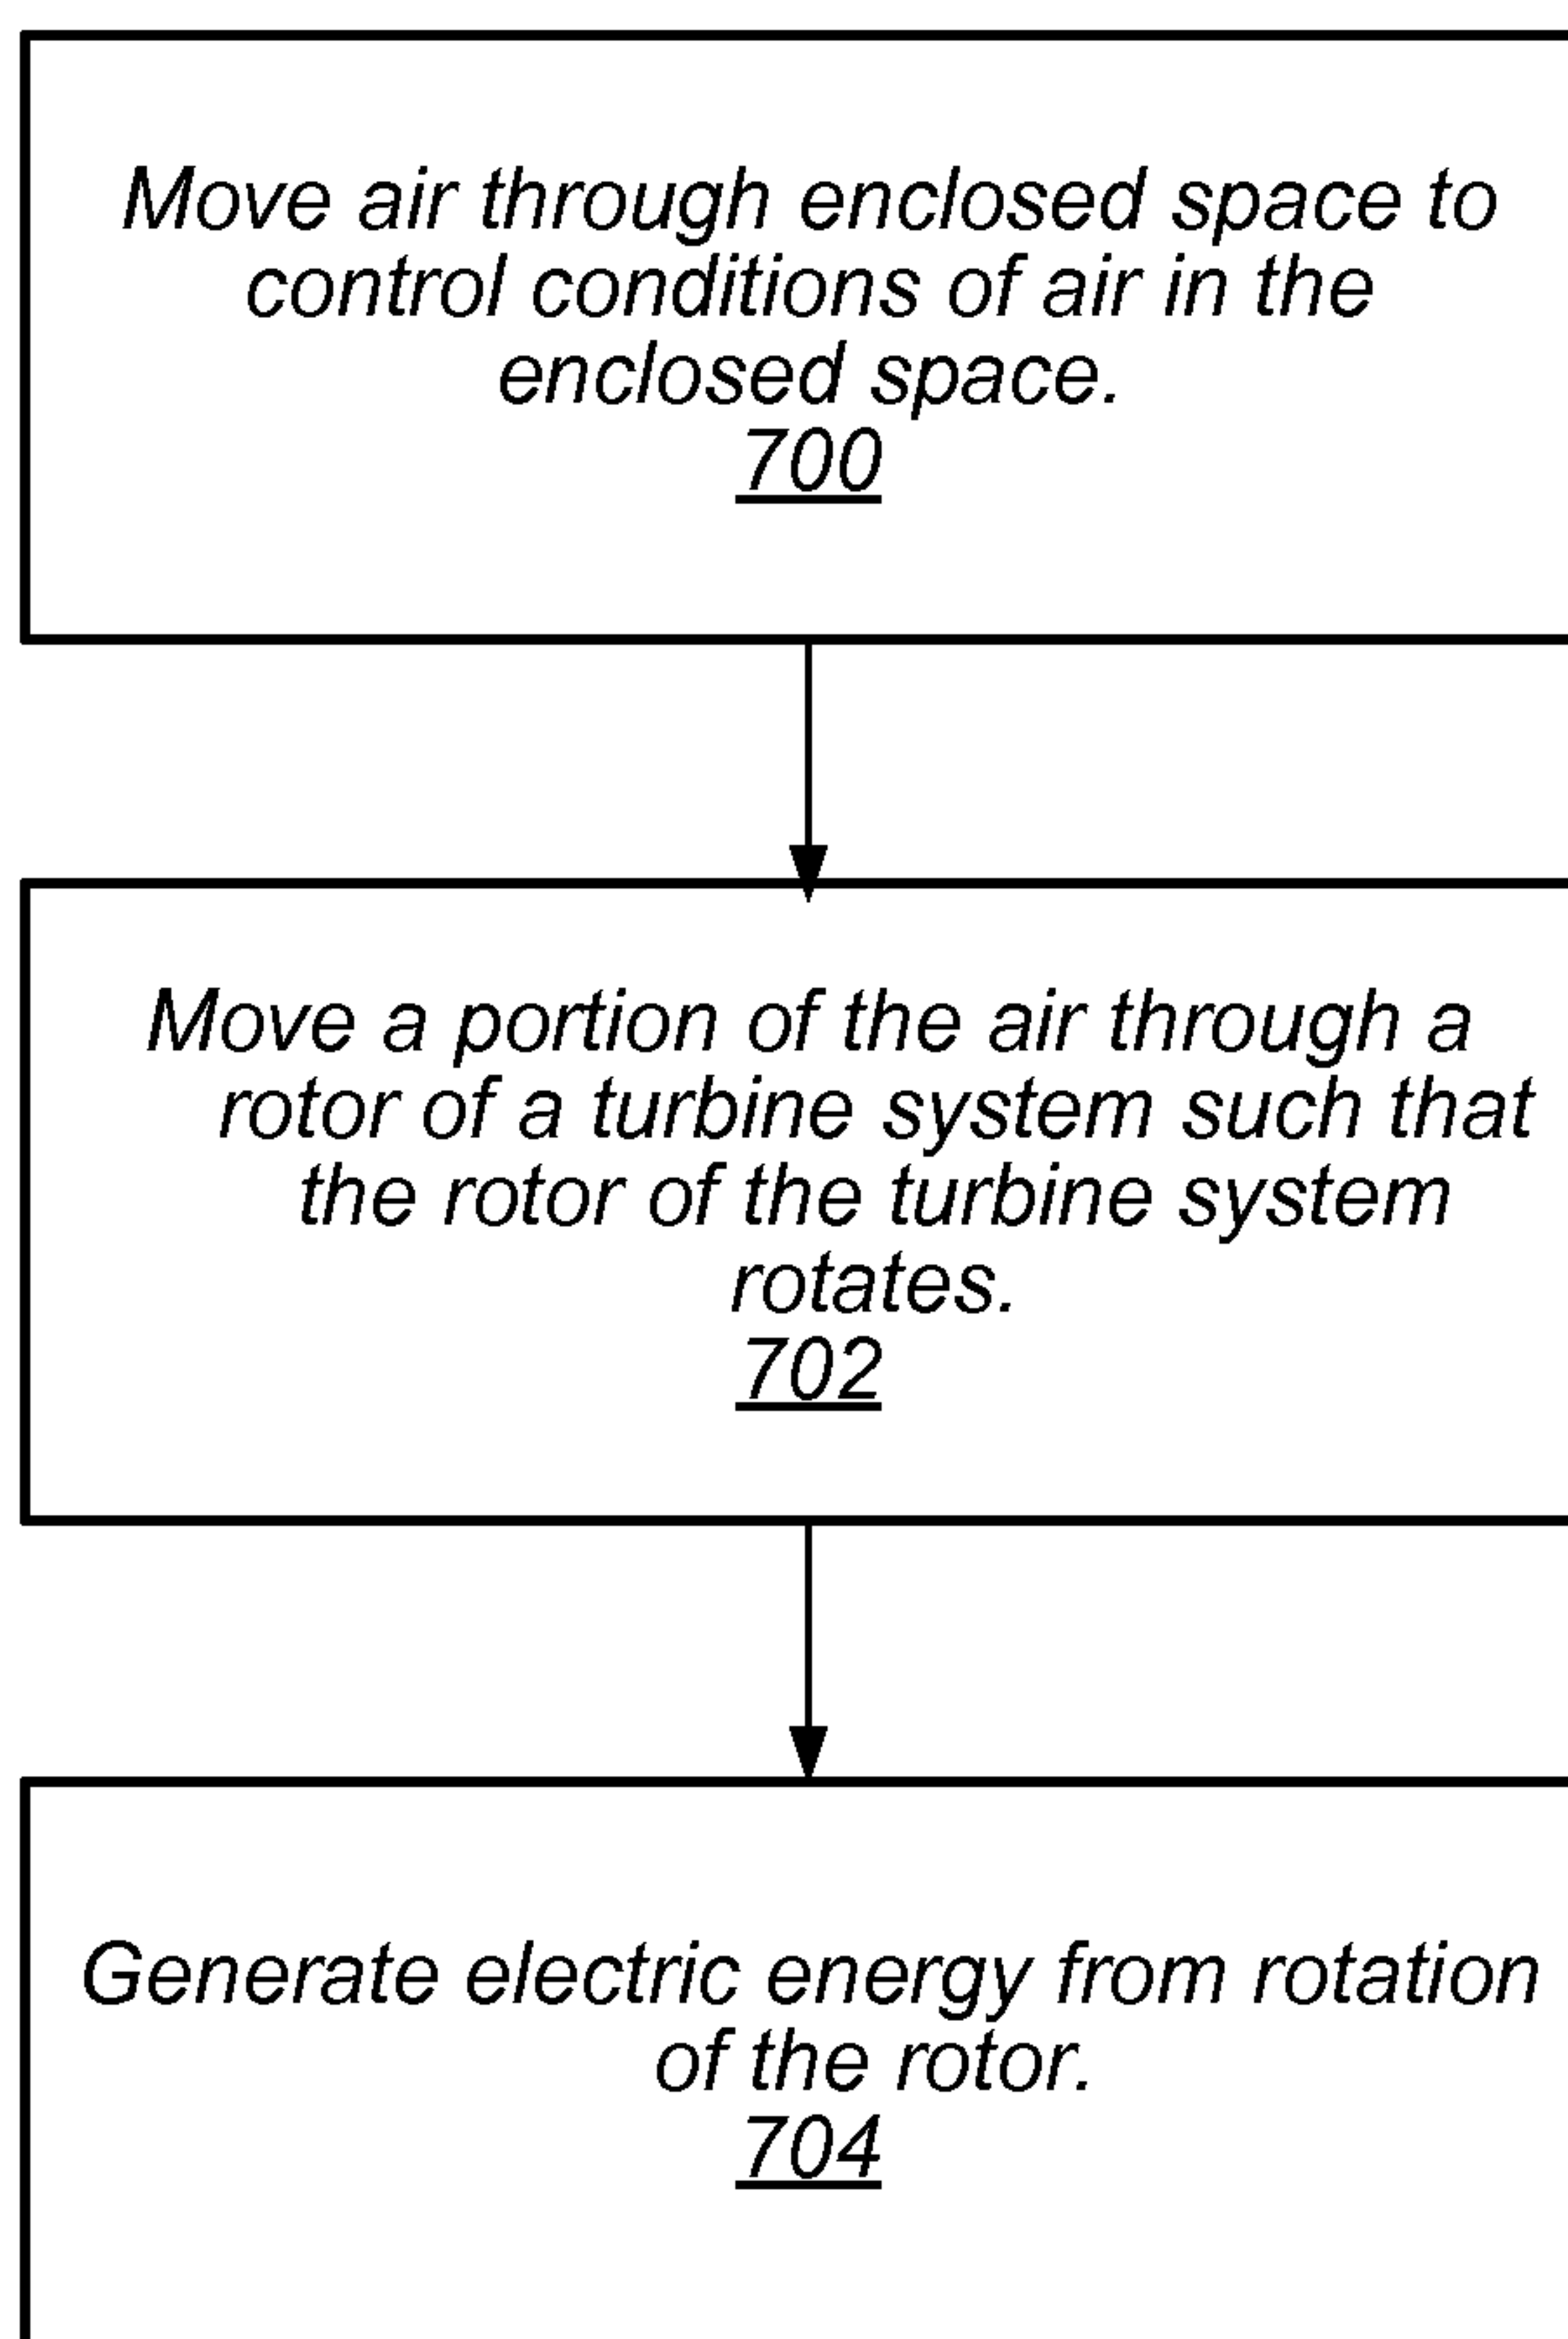 Move air through enclosed space to
control conditions of air in the
enclosed space.
700
Move a portion of the air through a
rotor of a turbine system such that
the rotor of the turbine system
rotates.
702
Generate electric energy from rotation
of the rotor.
704